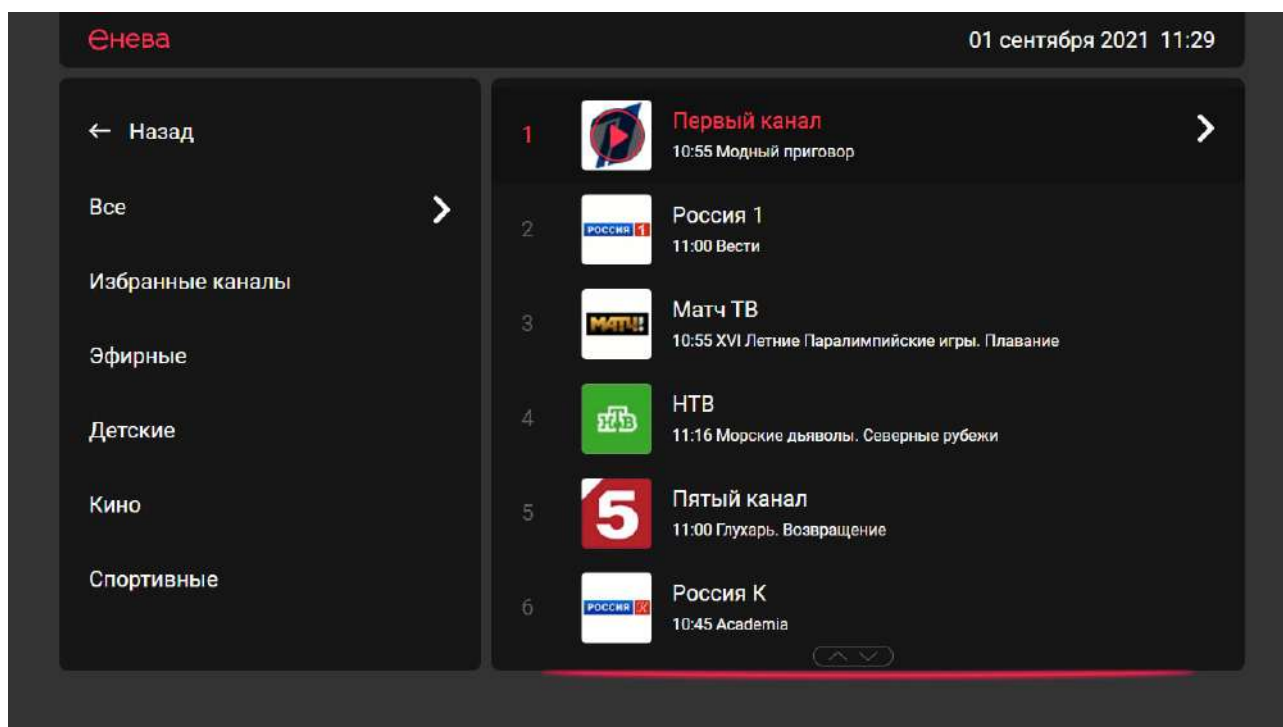 енева
01 сентября 2021 11:29
← Назад
Все
Избранные каналы
Эфирные
Детские
Кино
Спортивные
1
Первый канал
10:55 Модный приговор
2
РОССИЯ 1
Россия 1
11:00 Вести
3
МАТЧ!
Матч ТВ
10:55 XVI Летние Паралимпийские игры. Плавание
4
НТВ
НТВ
11:16 Морские дьяволы. Северные рубежи
5
5
Пятый канал
11:00 Глухарь. Возвращение
6
РОССИЯ К
Россия К
10:45 Academia